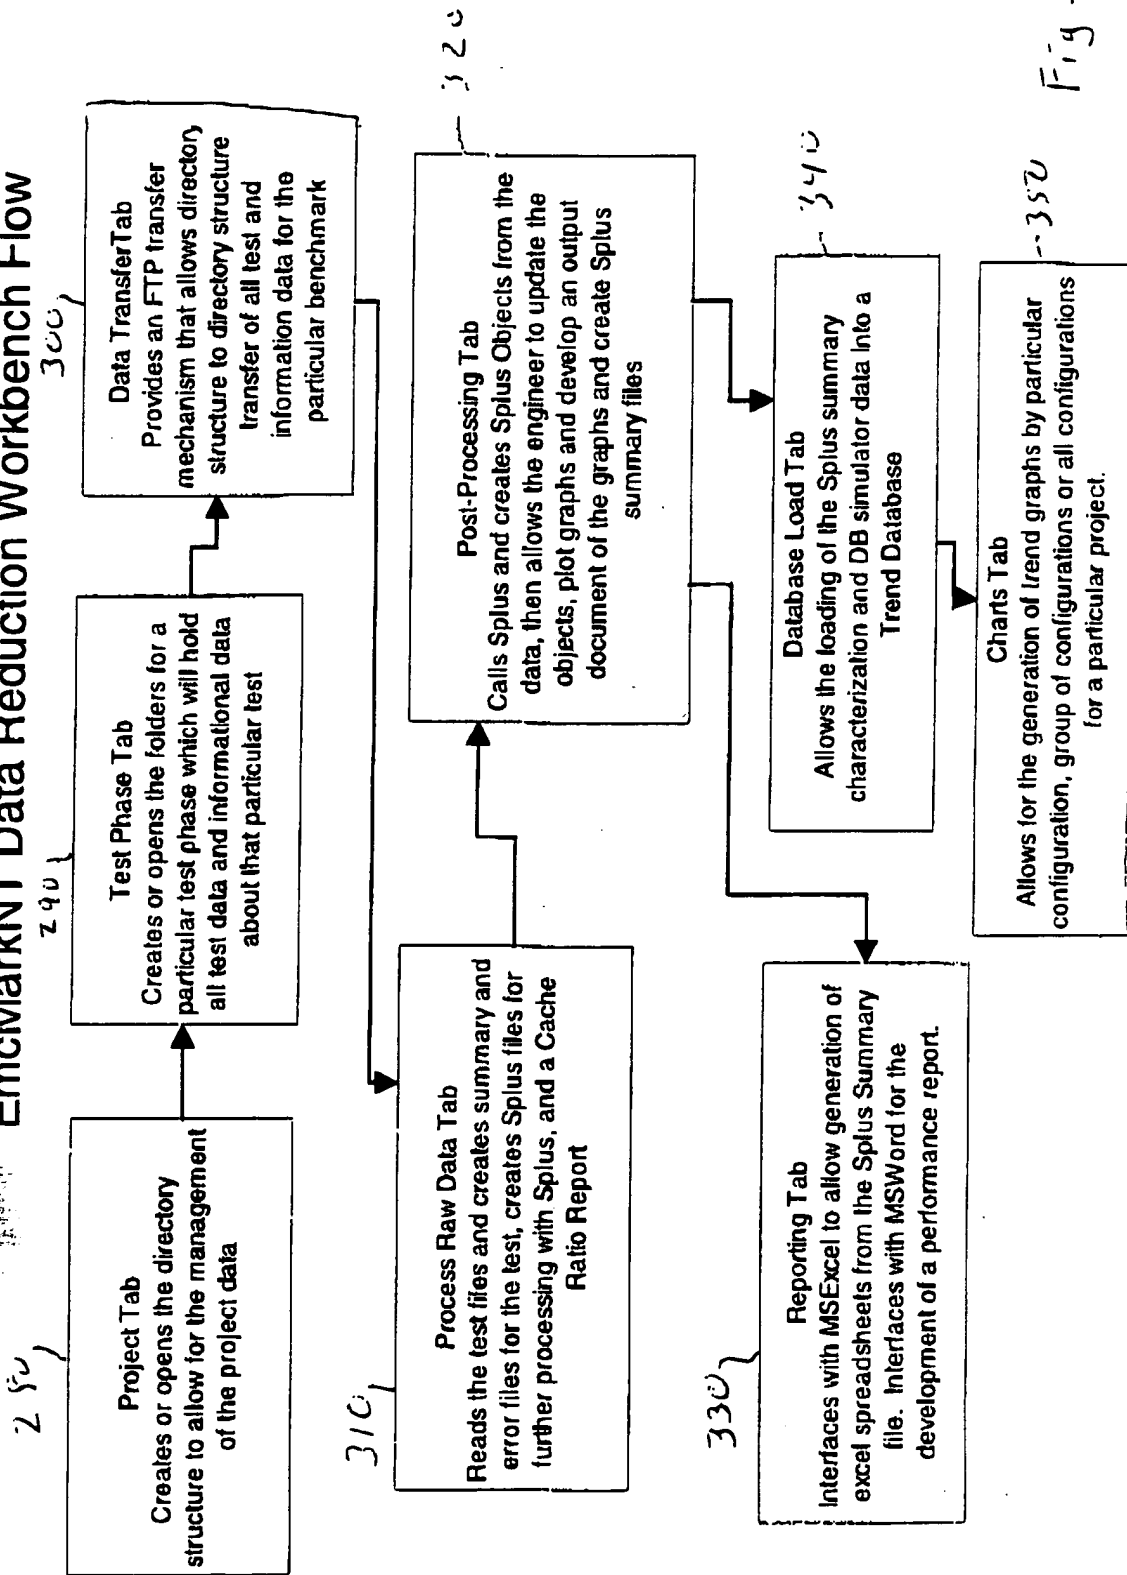 EmcMarkNT Data Reduction Workbench Flow
280
Project Tab
Creates or opens the directory
structure to allow for the management
of the project data
290
Test Phase Tab
Creates or opens the folders for a
particular test phase which will hold
all test data and informational data
about that particular test
300
Data TransferTab
Provides an FTP transfer
mechanism that allows directory
structure to directory structure
transfer of all test and
information data for the
particular benchmark
310
Process Raw Data Tab
Reads the test files and creates summary and
error files for the test, creates Splus files for
further processing with Splus, and a Cache
Ratio Report
320
Post-Processing Tab
Calls Splus and creates Splus Objects from the
data, then allows the engineer to update the
objects, plot graphs and develop an output
document of the graphs and create Splus
summary files
330
Reporting Tab
Interfaces with MSExcel to allow generation of
excel spreadsheets from the Splus Summary
file. Interfaces with MSWord for the
development of a performance report.
340
Database Load Tab
Allows the loading of the Splus summary
characterization and DB simulator data into a
Trend Database
350
Charts Tab
Allows for the generation of trend graphs by particular
configuration, group of configurations or all configurations
for a particular project.
Fig